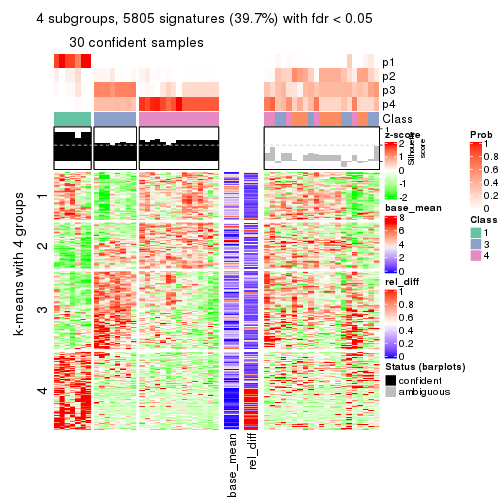 4 subgroups, 5805 signatures (39.7%) with fdr < 0.05
30 confident samples
p1
p2
p3
p4
Class
1
Silhouette
score
z-score
2
1
0
-1
-2
Prob
1
0.8
0.6
0.4
0.2
0
base_mean
8
6
4
2
0
Class
1
3
4
rel_diff
1
0.8
0.6
0.4
0.2
0
Status (barplots)
confident
ambiguous
k-means with 4 groups
1
2
3
4
base_mean
rel_diff